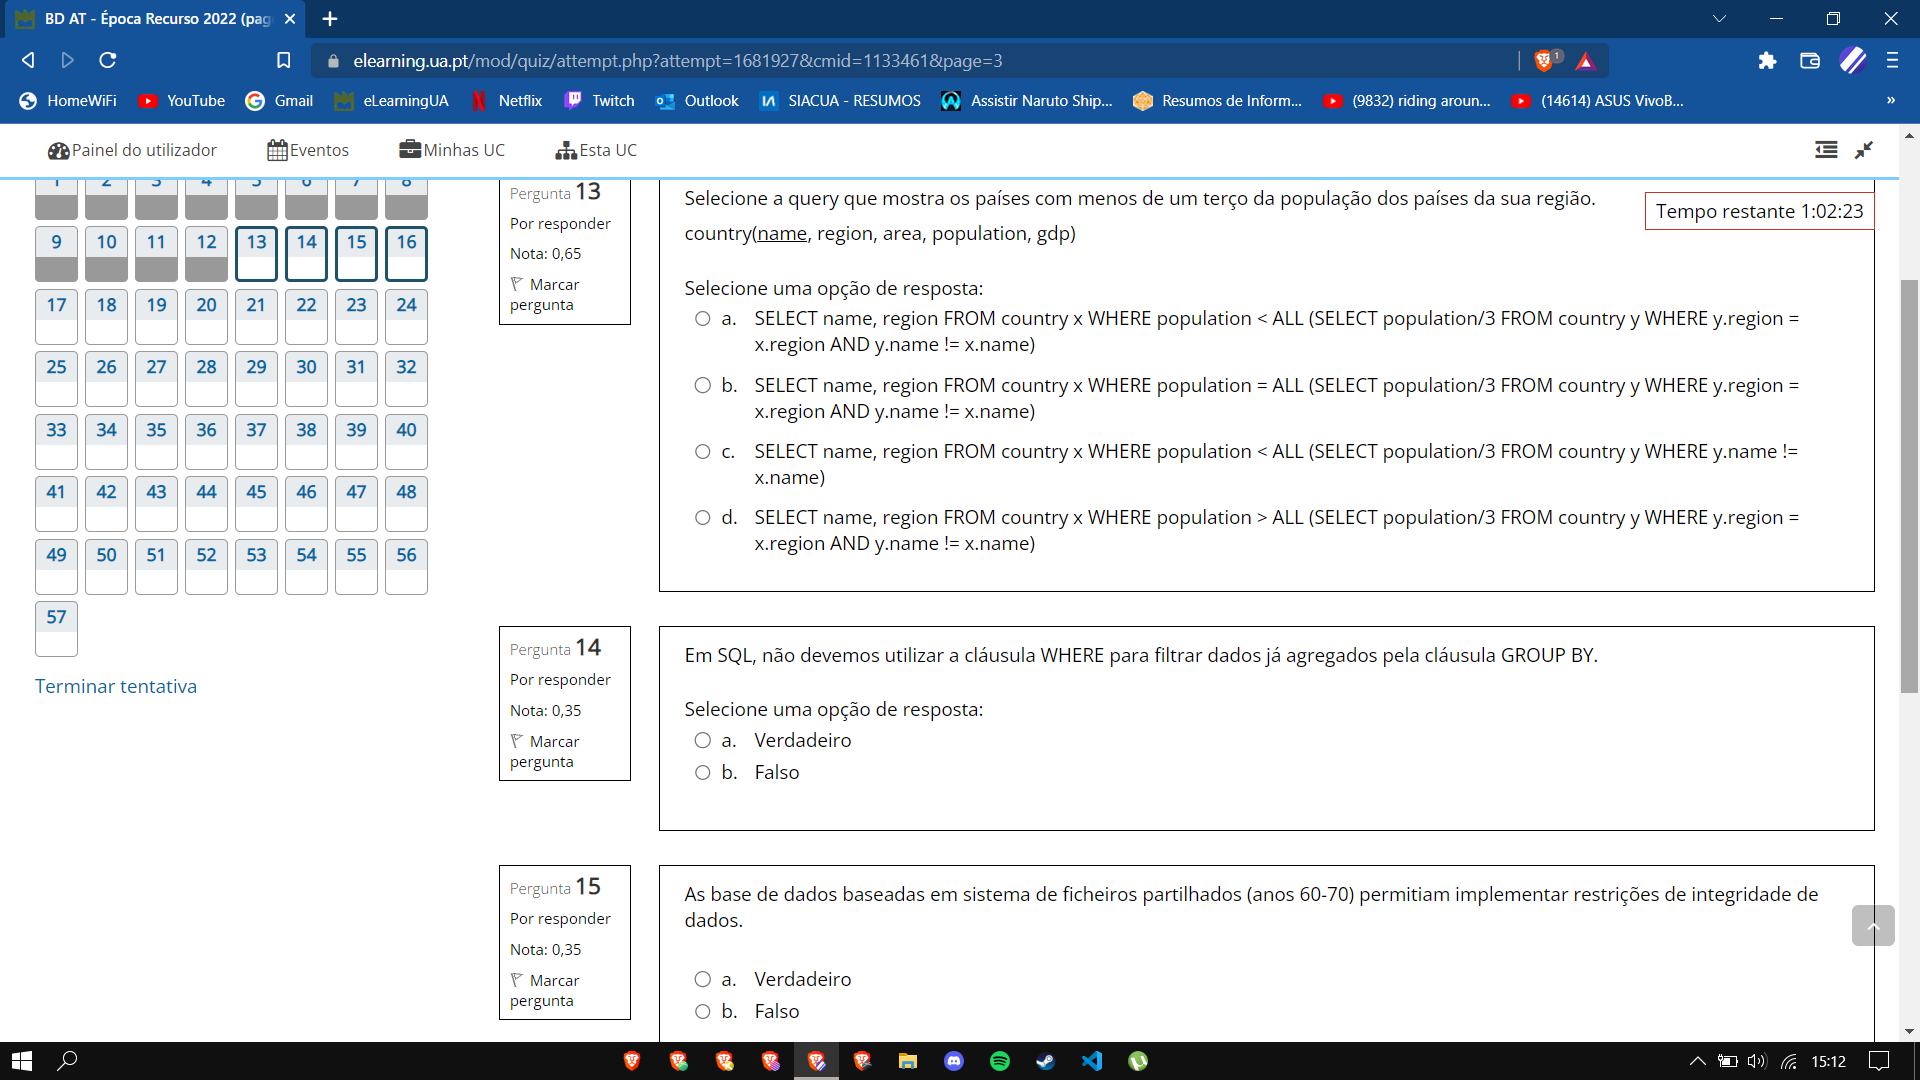 BD AT - Época Recurso 2022 (pag
elearning.ua.pt/mod/quiz/attempt.php?attempt=1681927&cmid=1133461&page=3
1
HomeWiFi YouTube Gmail eLearningUA Netflix Twitch Outlook SIACUA - RESUMOS Assistir Naruto Ship... Resumos de Inform... (9832) riding aroun... (14614) ASUS VivoB... »
Painel do utilizador Eventos Minhas UC Esta UC
1 2 3 4 5 6 7 8
9 10 11 12 13 14 15 16
17 18 19 20 21 22 23 24
25 26 27 28 29 30 31 32
33 34 35 36 37 38 39 40
41 42 43 44 45 46 47 48
49 50 51 52 53 54 55 56
57
Terminar tentativa
Tempo restante 1:02:23
Pergunta 13
Por responder
Nota: 0,65
Marcar
pergunta
Selecione a query que mostra os países com menos de um terço da população dos países da sua região.
country(name, region, area, population, gdp)
Selecione uma opção de resposta:
a. SELECT name, region FROM country x WHERE population < ALL (SELECT population/3 FROM country y WHERE y.region =
x.region AND y.name != x.name)
b. SELECT name, region FROM country x WHERE population = ALL (SELECT population/3 FROM country y WHERE y.region =
x.region AND y.name != x.name)
c. SELECT name, region FROM country x WHERE population < ALL (SELECT population/3 FROM country y WHERE y.name !=
x.name)
d. SELECT name, region FROM country x WHERE population > ALL (SELECT population/3 FROM country y WHERE y.region =
x.region AND y.name != x.name)
Pergunta 14
Por responder
Nota: 0,35
Marcar
pergunta
Em SQL, não devemos utilizar a cláusula WHERE para filtrar dados já agregados pela cláusula GROUP BY.
Selecione uma opção de resposta:
a. Verdadeiro
b. Falso
Pergunta 15
Por responder
Nota: 0,35
Marcar
pergunta
As base de dados baseadas em sistema de ficheiros partilhados (anos 60-70) permitiam implementar restrições de integridade de
dados.
a. Verdadeiro
b. Falso
15:12